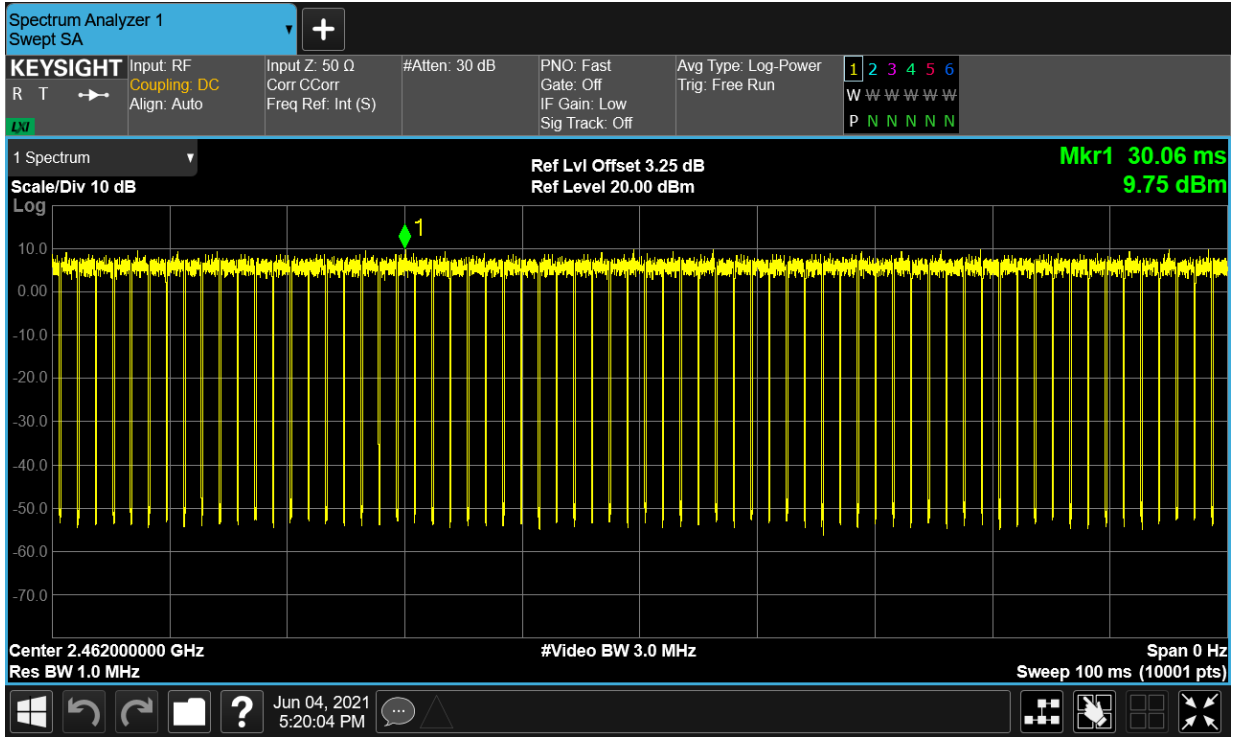 Spectrum Analyzer 1
Swept SA
KEYSIGHT
R T
LXI
Input: RF
Coupling: DC
Align: Auto
Input Z: 50 Ω
Corr CCorr
Freq Ref: Int (S)
#Atten: 30 dB
PNO: Fast
Gate: Off
IF Gain: Low
Sig Track: Off
Avg Type: Log-Power
Trig: Free Run
1 2 3 4 5 6
W W W W W W
P N N N N N
1 Spectrum
Scale/Div 10 dB
Log
Ref Lvl Offset 3.25 dB
Ref Level 20.00 dBm
Mkr1 30.06 ms
9.75 dBm
1
10.0
0.00
-10.0
-20.0
-30.0
-40.0
-50.0
-60.0
-70.0
Center 2.462000000 GHz
#Video BW 3.0 MHz
Span 0 Hz
Res BW 1.0 MHz
Sweep 100 ms (10001 pts)
?
Jun 04, 2021
5:20:04 PM